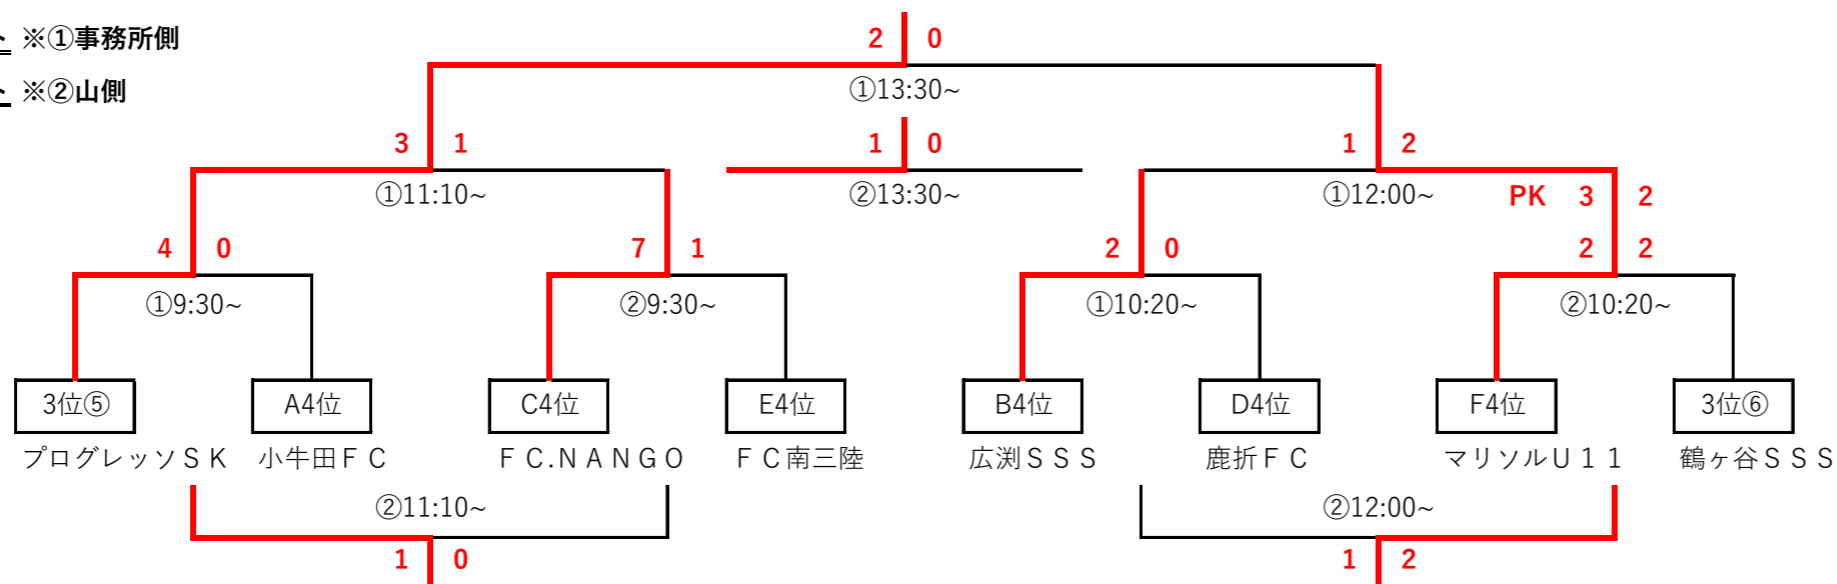 ト ※①事務所側
2 0
ト ※②山側
①13:30~
3 1
1 0
1 2
①11:10~
②13:30~
①12:00~
PK 3 2
4 0
7 1
2 0
2 2
①9:30~
②9:30~
①10:20~
②10:20~
3位⑤
A4位
C4位
E4位
B4位
D4位
F4位
3位⑥
プログレッソＳＫ
小牛田ＦＣ
ＦＣ.ＮＡＮＧＯ
ＦＣ南三陸
広渕ＳＳＳ
鹿折ＦＣ
マリソルＵ１１
鶴ヶ谷ＳＳＳ
②11:10~
②12:00~
1 0
1 2